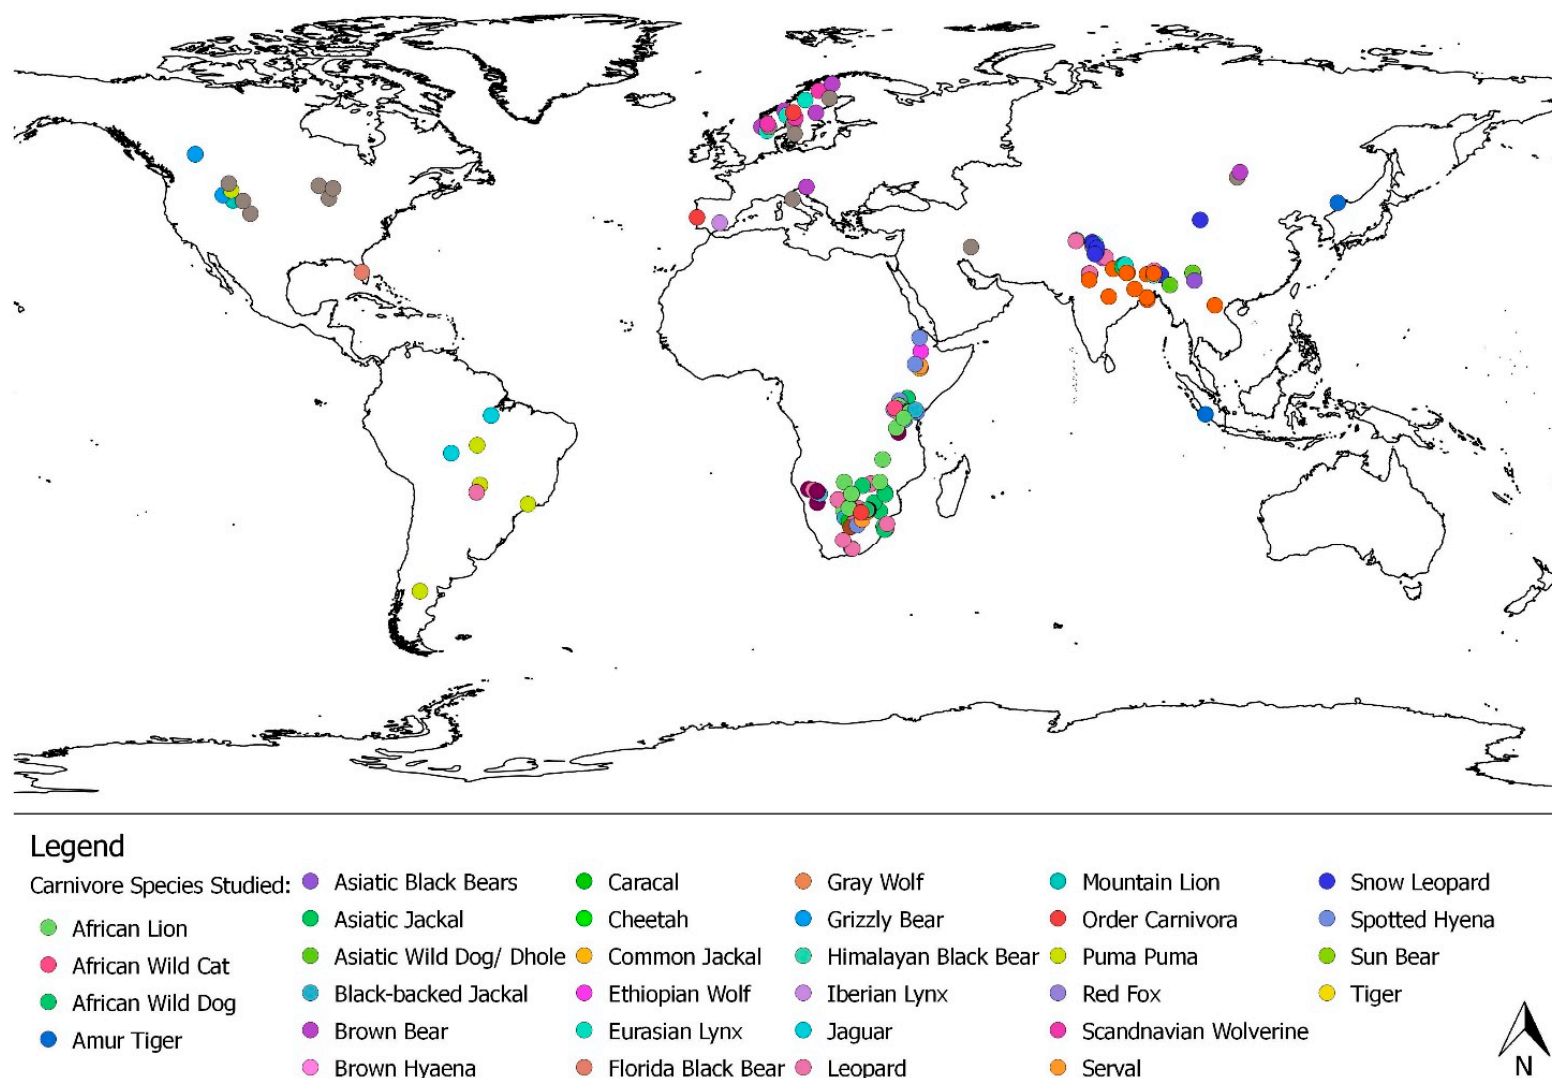 Legend
Carnivore Species Studied:
African Lion
African Wild Cat
African Wild Dog
Amur Tiger
Asiatic Black Bears
Asiatic Jackal
Asiatic Wild Dog/ Dhole
Black-backed Jackal
Brown Bear
Brown Hyaena
Caracal
Cheetah
Common Jackal
Ethiopian Wolf
Eurasian Lynx
Florida Black Bear
Gray Wolf
Grizzly Bear
Himalayan Black Bear
Iberian Lynx
Jaguar
Leopard
Mountain Lion
Order Carnivora
Puma Puma
Red Fox
Scandnavian Wolverine
Serval
Snow Leopard
Spotted Hyena
Sun Bear
Tiger
N